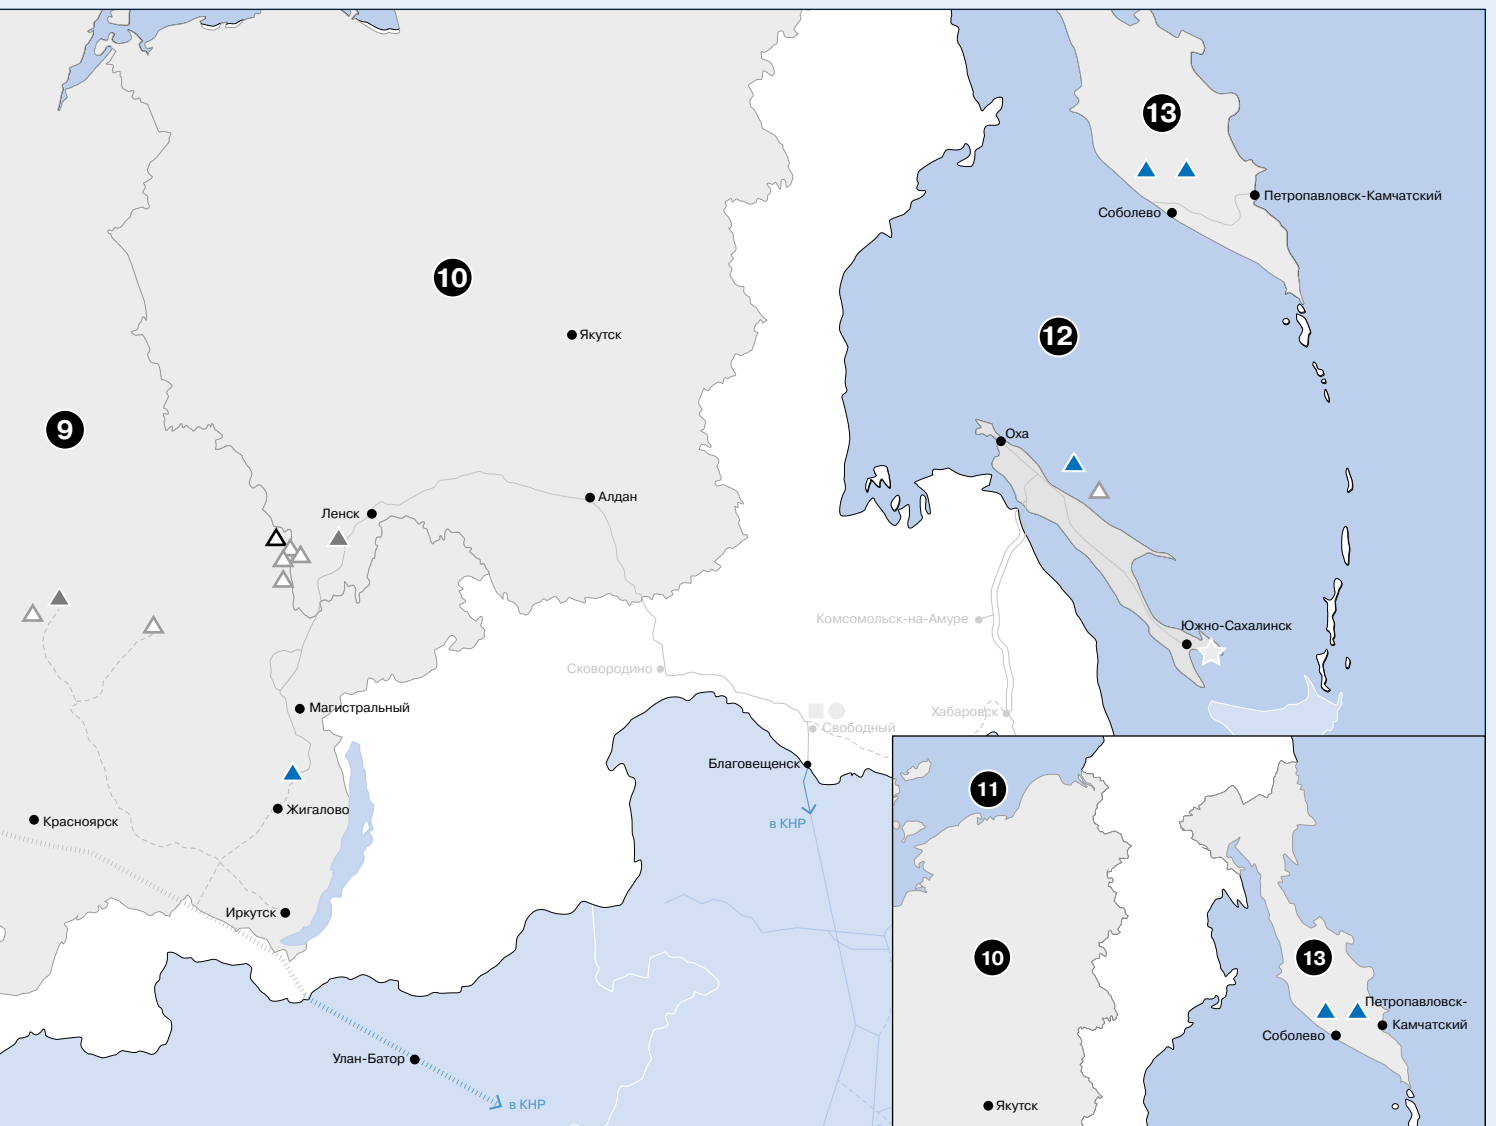 13
Петропавловск-Камчатский
Соболево
10
12
Якутск
9
Оха
Алдан
Ленск
Комсомольск-на-Амуре
Южно-Сахалинск
Сковородино
Магистральный
Хабаровск
Свободный
Благовещенск
в КНР
Жигалово
Красноярск
Иркутск
Улан-Батор
в КНР
11
10
13
Петропавловск-
Камчатский
Соболево
Якутск